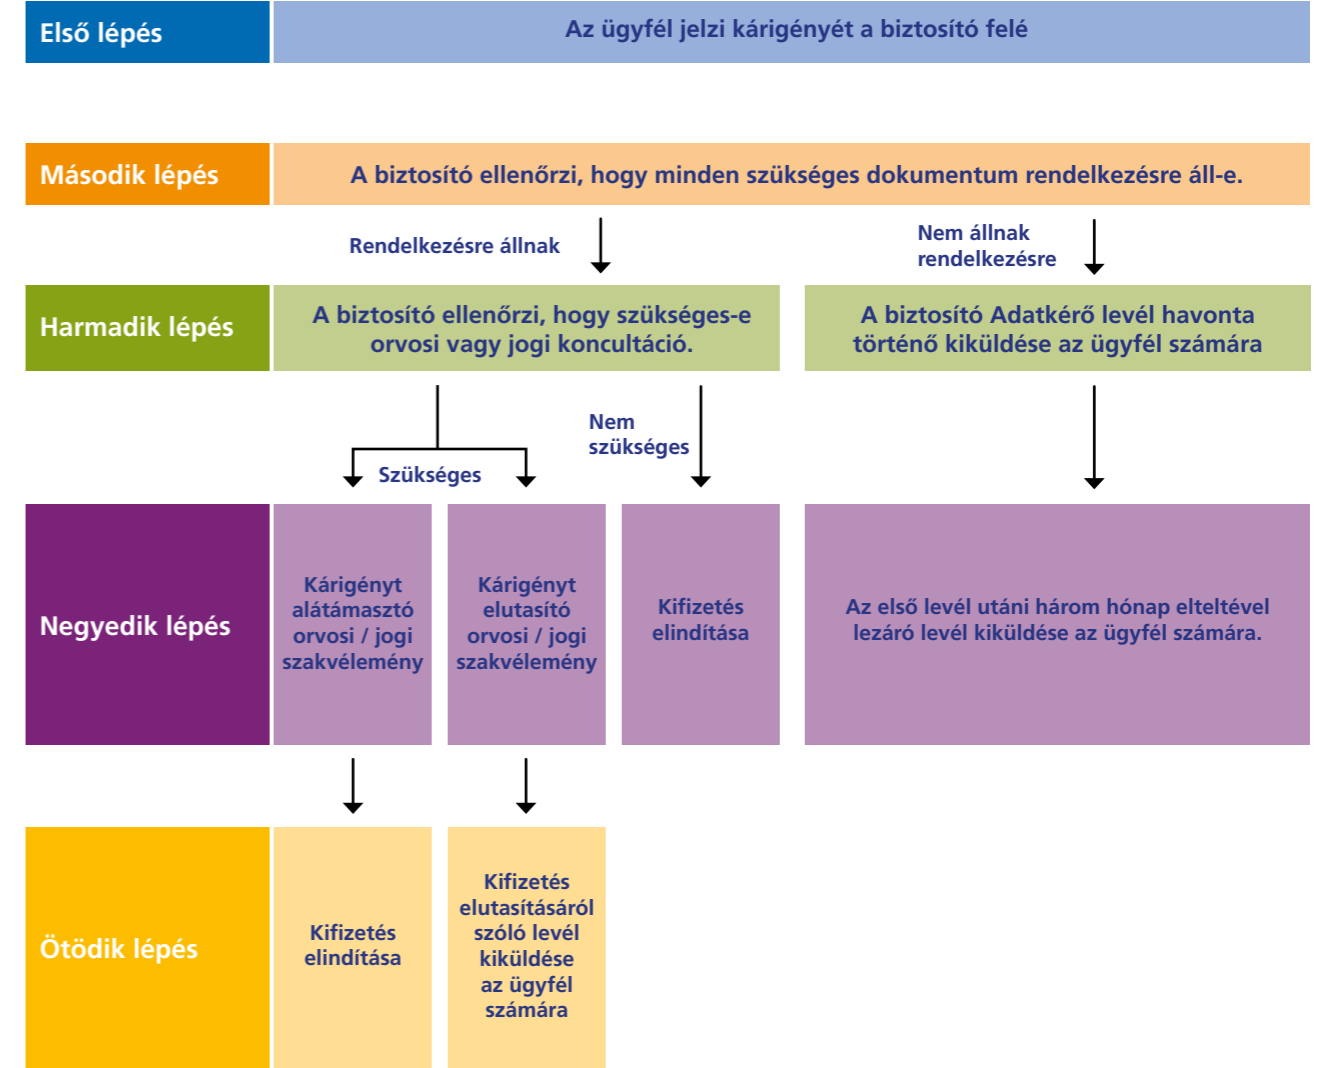 Első lépés
Az ügyfél jelzi kárigényét a biztosító felé
Második lépés
A biztosító ellenőrzi, hogy minden szükséges dokumentum rendelkezésre áll-e.
Rendelkezésre állnak
Nem állnak
rendelkezésre
Harmadik lépés
A biztosító ellenőrzi, hogy szükséges-e
orvosi vagy jogi koncultáció.
A biztosító Adatkérő levél havonta
történő kiküldése az ügyfél számára
Szükséges
Nem
szükséges
Negyedik lépés
Kárigényt
alátámasztó
orvosi / jogi
szakvélemény
Kárigényt
elutasító
orvosi / jogi
szakvélemény
Kifizetés
elindítása
Az első levél utáni három hónap elteltével
lezáró levél kiküldése az ügyfél számára.
Ötödik lépés
Kifizetés
elindítása
Kifizetés
elutasításáról
szóló levél
kiküldése
az ügyfél
számára